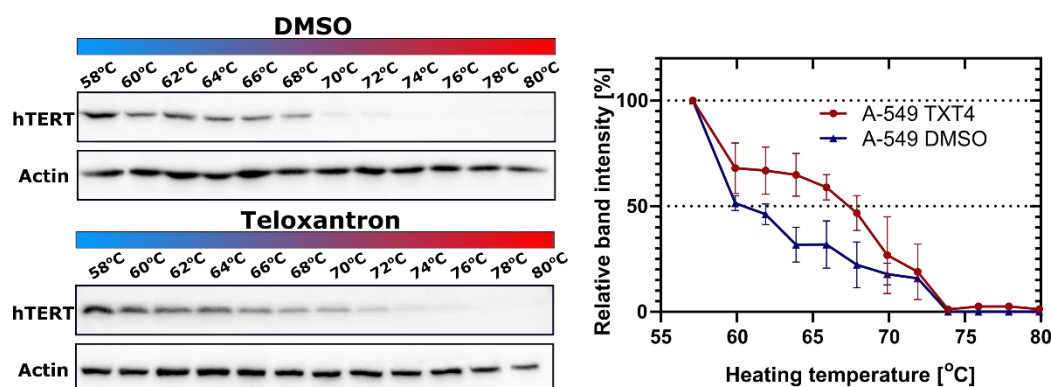 DMSO
58°C 60°C 62°C 64°C 66°C 68°C 70°C 72°C 74°C 76°C 78°C 80°C
hTERT
Actin
Teloxantron
58°C 60°C 62°C 64°C 66°C 68°C 70°C 72°C 74°C 76°C 78°C 80°C
hTERT
Actin
Relative band intensity [%]
100
50
0
A-549 TXT4
A-549 DMSO
55 60 65 70 75 80
Heating temperature [°C]